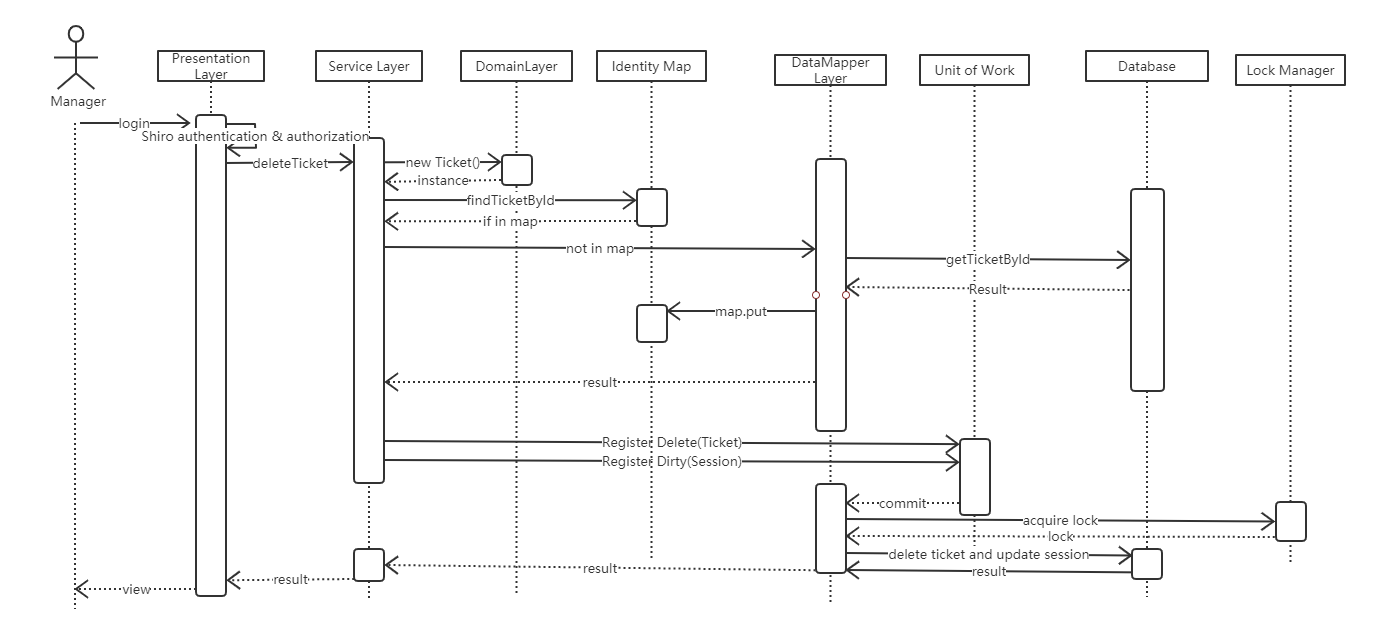 Manager
Presentation
Layer
Service Layer
DomainLayer
Identity Map
DataMapper
Layer
Unit of Work
Database
Lock Manager
login
Shiro authentication & authorization
deleteTicket
new Ticket()
instance
findTicketById
if in map
not in map
getTicketById
Result
map.put
result
Register Delete(Ticket)
Register Dirty(Session)
commit
acquire lock
lock
delete ticket and update session
result
result
result
view